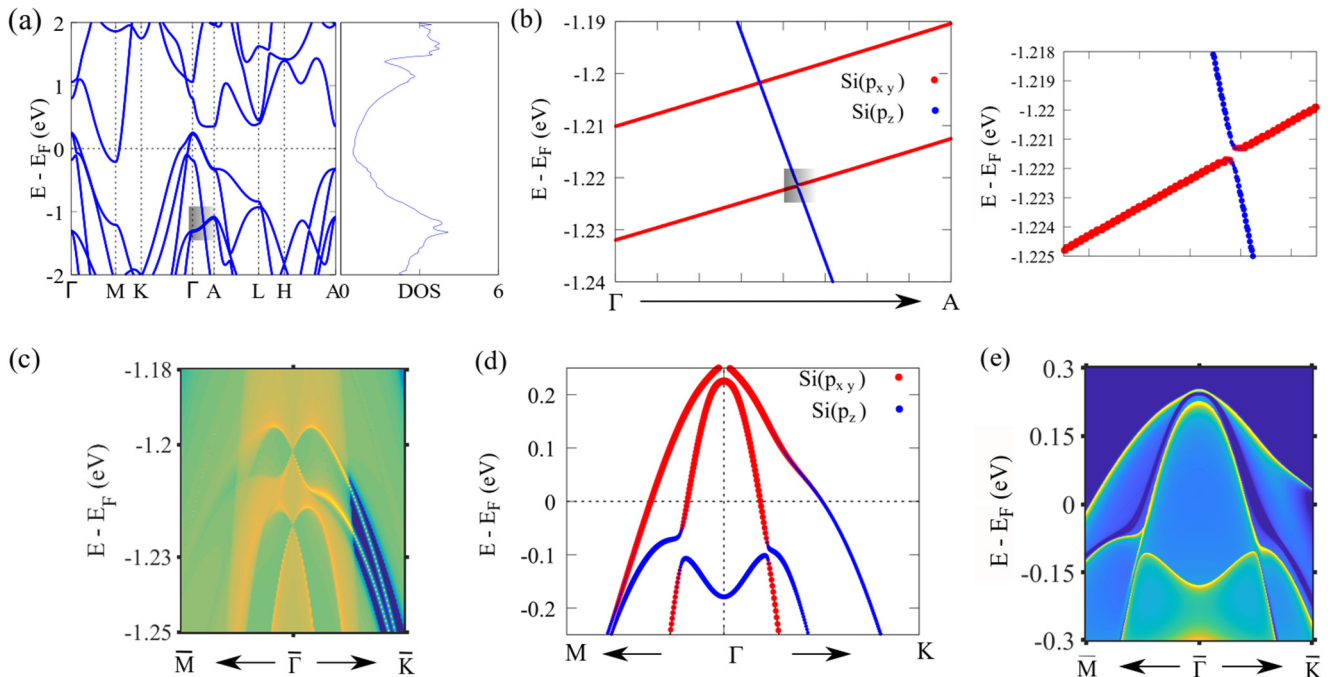 (a)
2
1
0
-1
-2
E - E_F (eV)
Γ M K Γ A L H A 0 DOS 6
(b)
-1.19
-1.2
-1.21
-1.22
-1.23
-1.24
E - E_F (eV)
Si(p_x y)
Si(p_z)
Γ A
-1.218
-1.219
-1.220
-1.221
-1.222
-1.223
-1.224
-1.225
E - E_F (eV)
(c)
-1.18
-1.2
-1.23
-1.25
E - E_F (eV)
M̅ Γ̅ K̅
(d)
0.2
0.1
0
-0.1
-0.2
E - E_F (eV)
Si(p_x y)
Si(p_z)
M Γ K
(e)
0.3
0.15
0
-0.15
-0.3
E - E_F (eV)
M̅ Γ̅ K̅